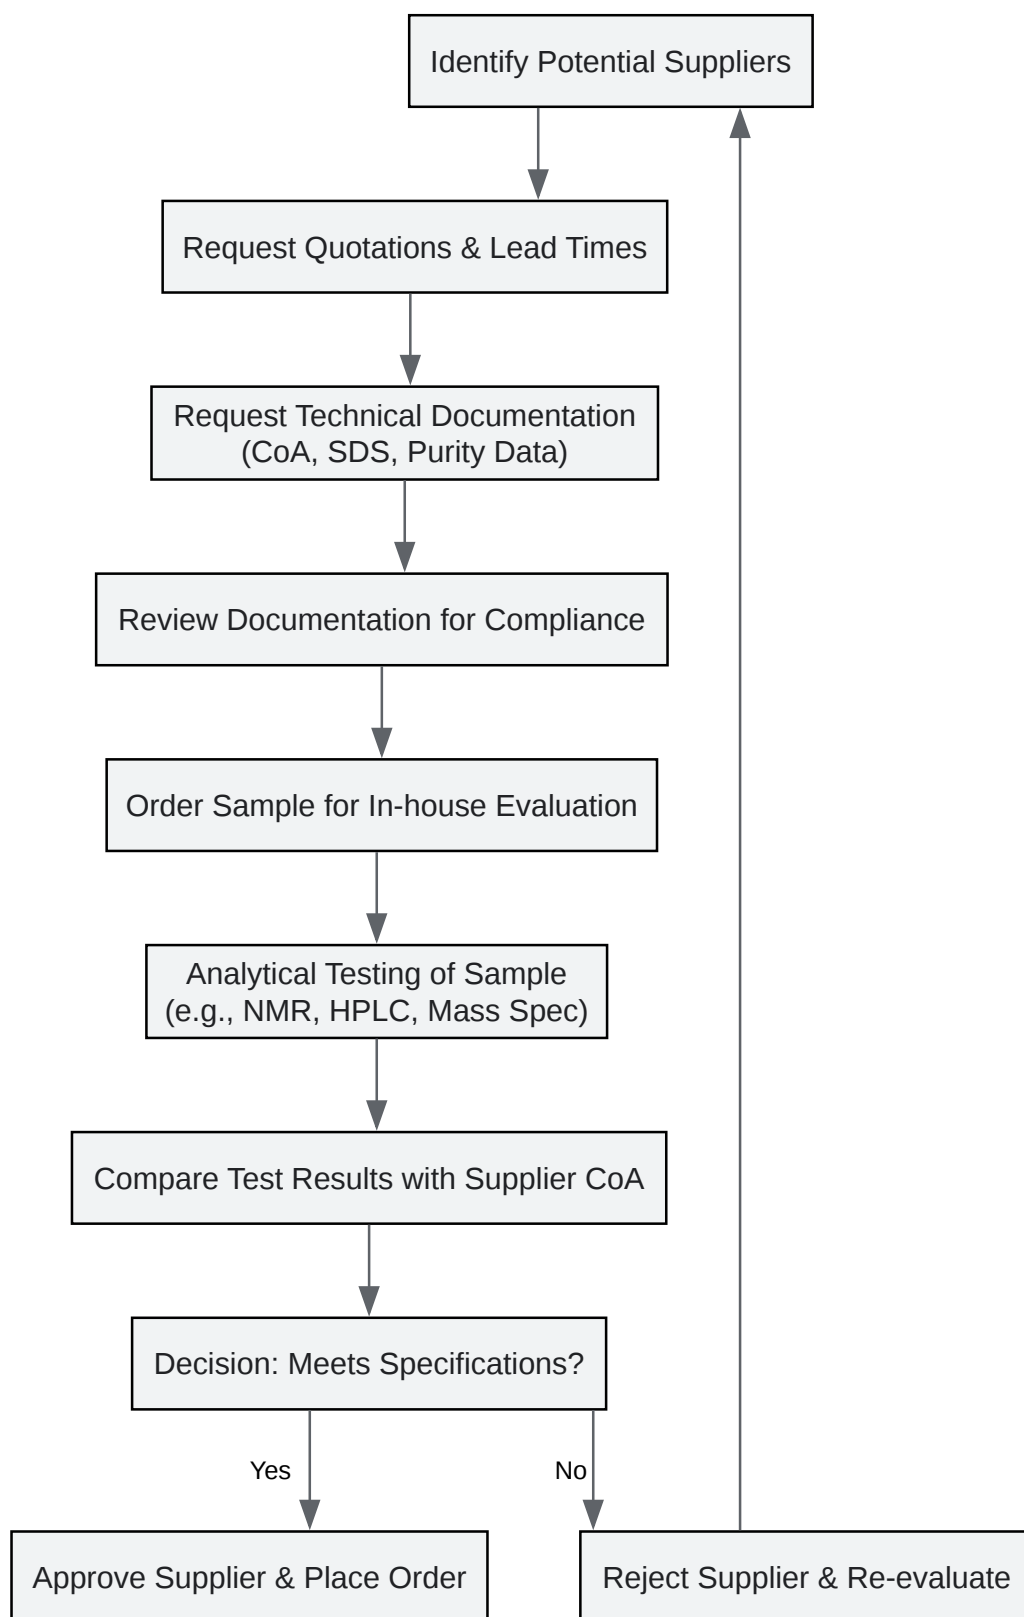 Identify Potential Suppliers
Request Quotations & Lead Times
Request Technical Documentation
(CoA, SDS, Purity Data)
Review Documentation for Compliance
Order Sample for In-house Evaluation
Analytical Testing of Sample
(e.g., NMR, HPLC, Mass Spec)
Compare Test Results with Supplier CoA
Decision: Meets Specifications?
Yes
No
Approve Supplier & Place Order
Reject Supplier & Re-evaluate